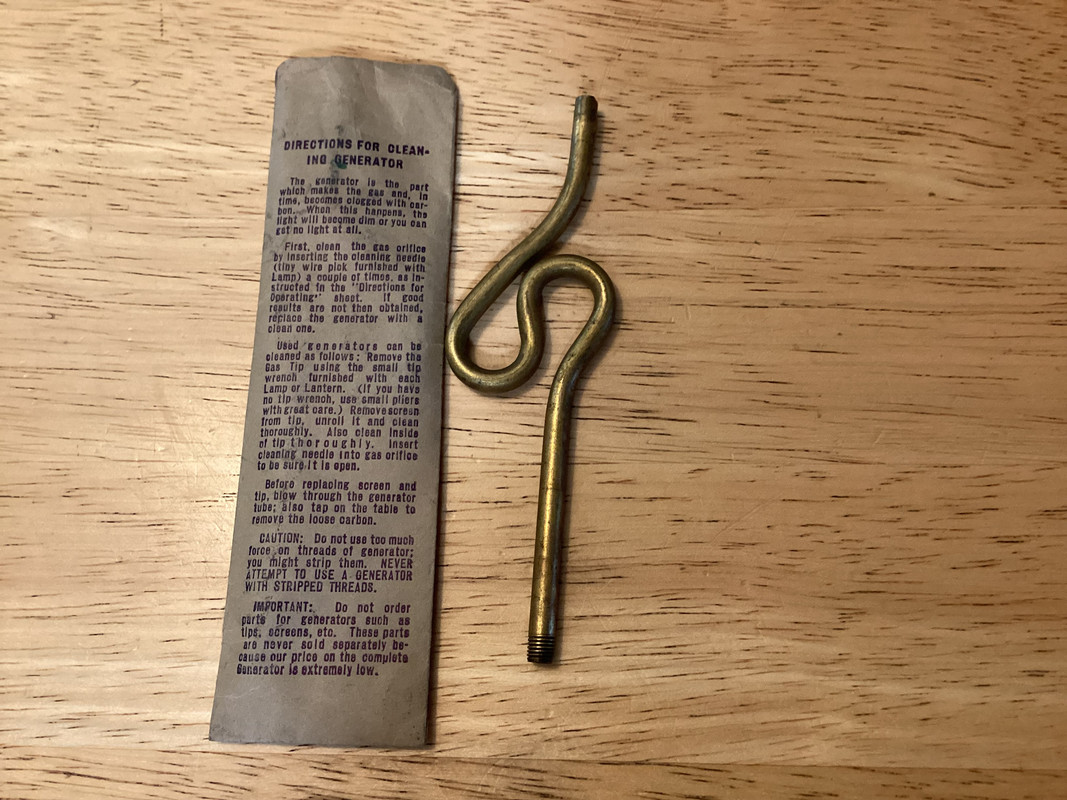 DIRECTIONS FOR CLEAN-
ING GENERATOR
The generator is the part
which makes the gas and, in
time, becomes clogged with car-
bon. When this happens, the
light will become dim or you can
get no light at all.
First, clean the gas orifice
by inserting the cleaning needle
(tiny wire pick furnished with
Lamp) a couple of times, as in-
structed in the "Directions for
Operating" sheet. If good
results are not then obtained,
replace the generator with a
clean one.
Used generators can be
cleaned as follows: Remove the
Gas Tip using the small tip
wrench furnished with each
Lamp or Lantern. (If you have
no tip wrench, use small pliers
with great care.) Remove screen
from tip, unroll it and clean
thoroughly. Also clean inside
of tip thoroughly. Insert
cleaning needle into gas orifice
to be sure it is open.
Before replacing screen and
tip, blow through the generator
tube; also tap on the table to
remove the loose carbon.
CAUTION: Do not use too much
force on threads of generator;
you might strip them. NEVER
ATTEMPT TO USE A GENERATOR
WITH STRIPPED THREADS.
IMPORTANT: Do not order
parts for generators such as
tips, screens, etc. These parts
are never sold separately be-
cause our price on the complete
Generator is extremely low.